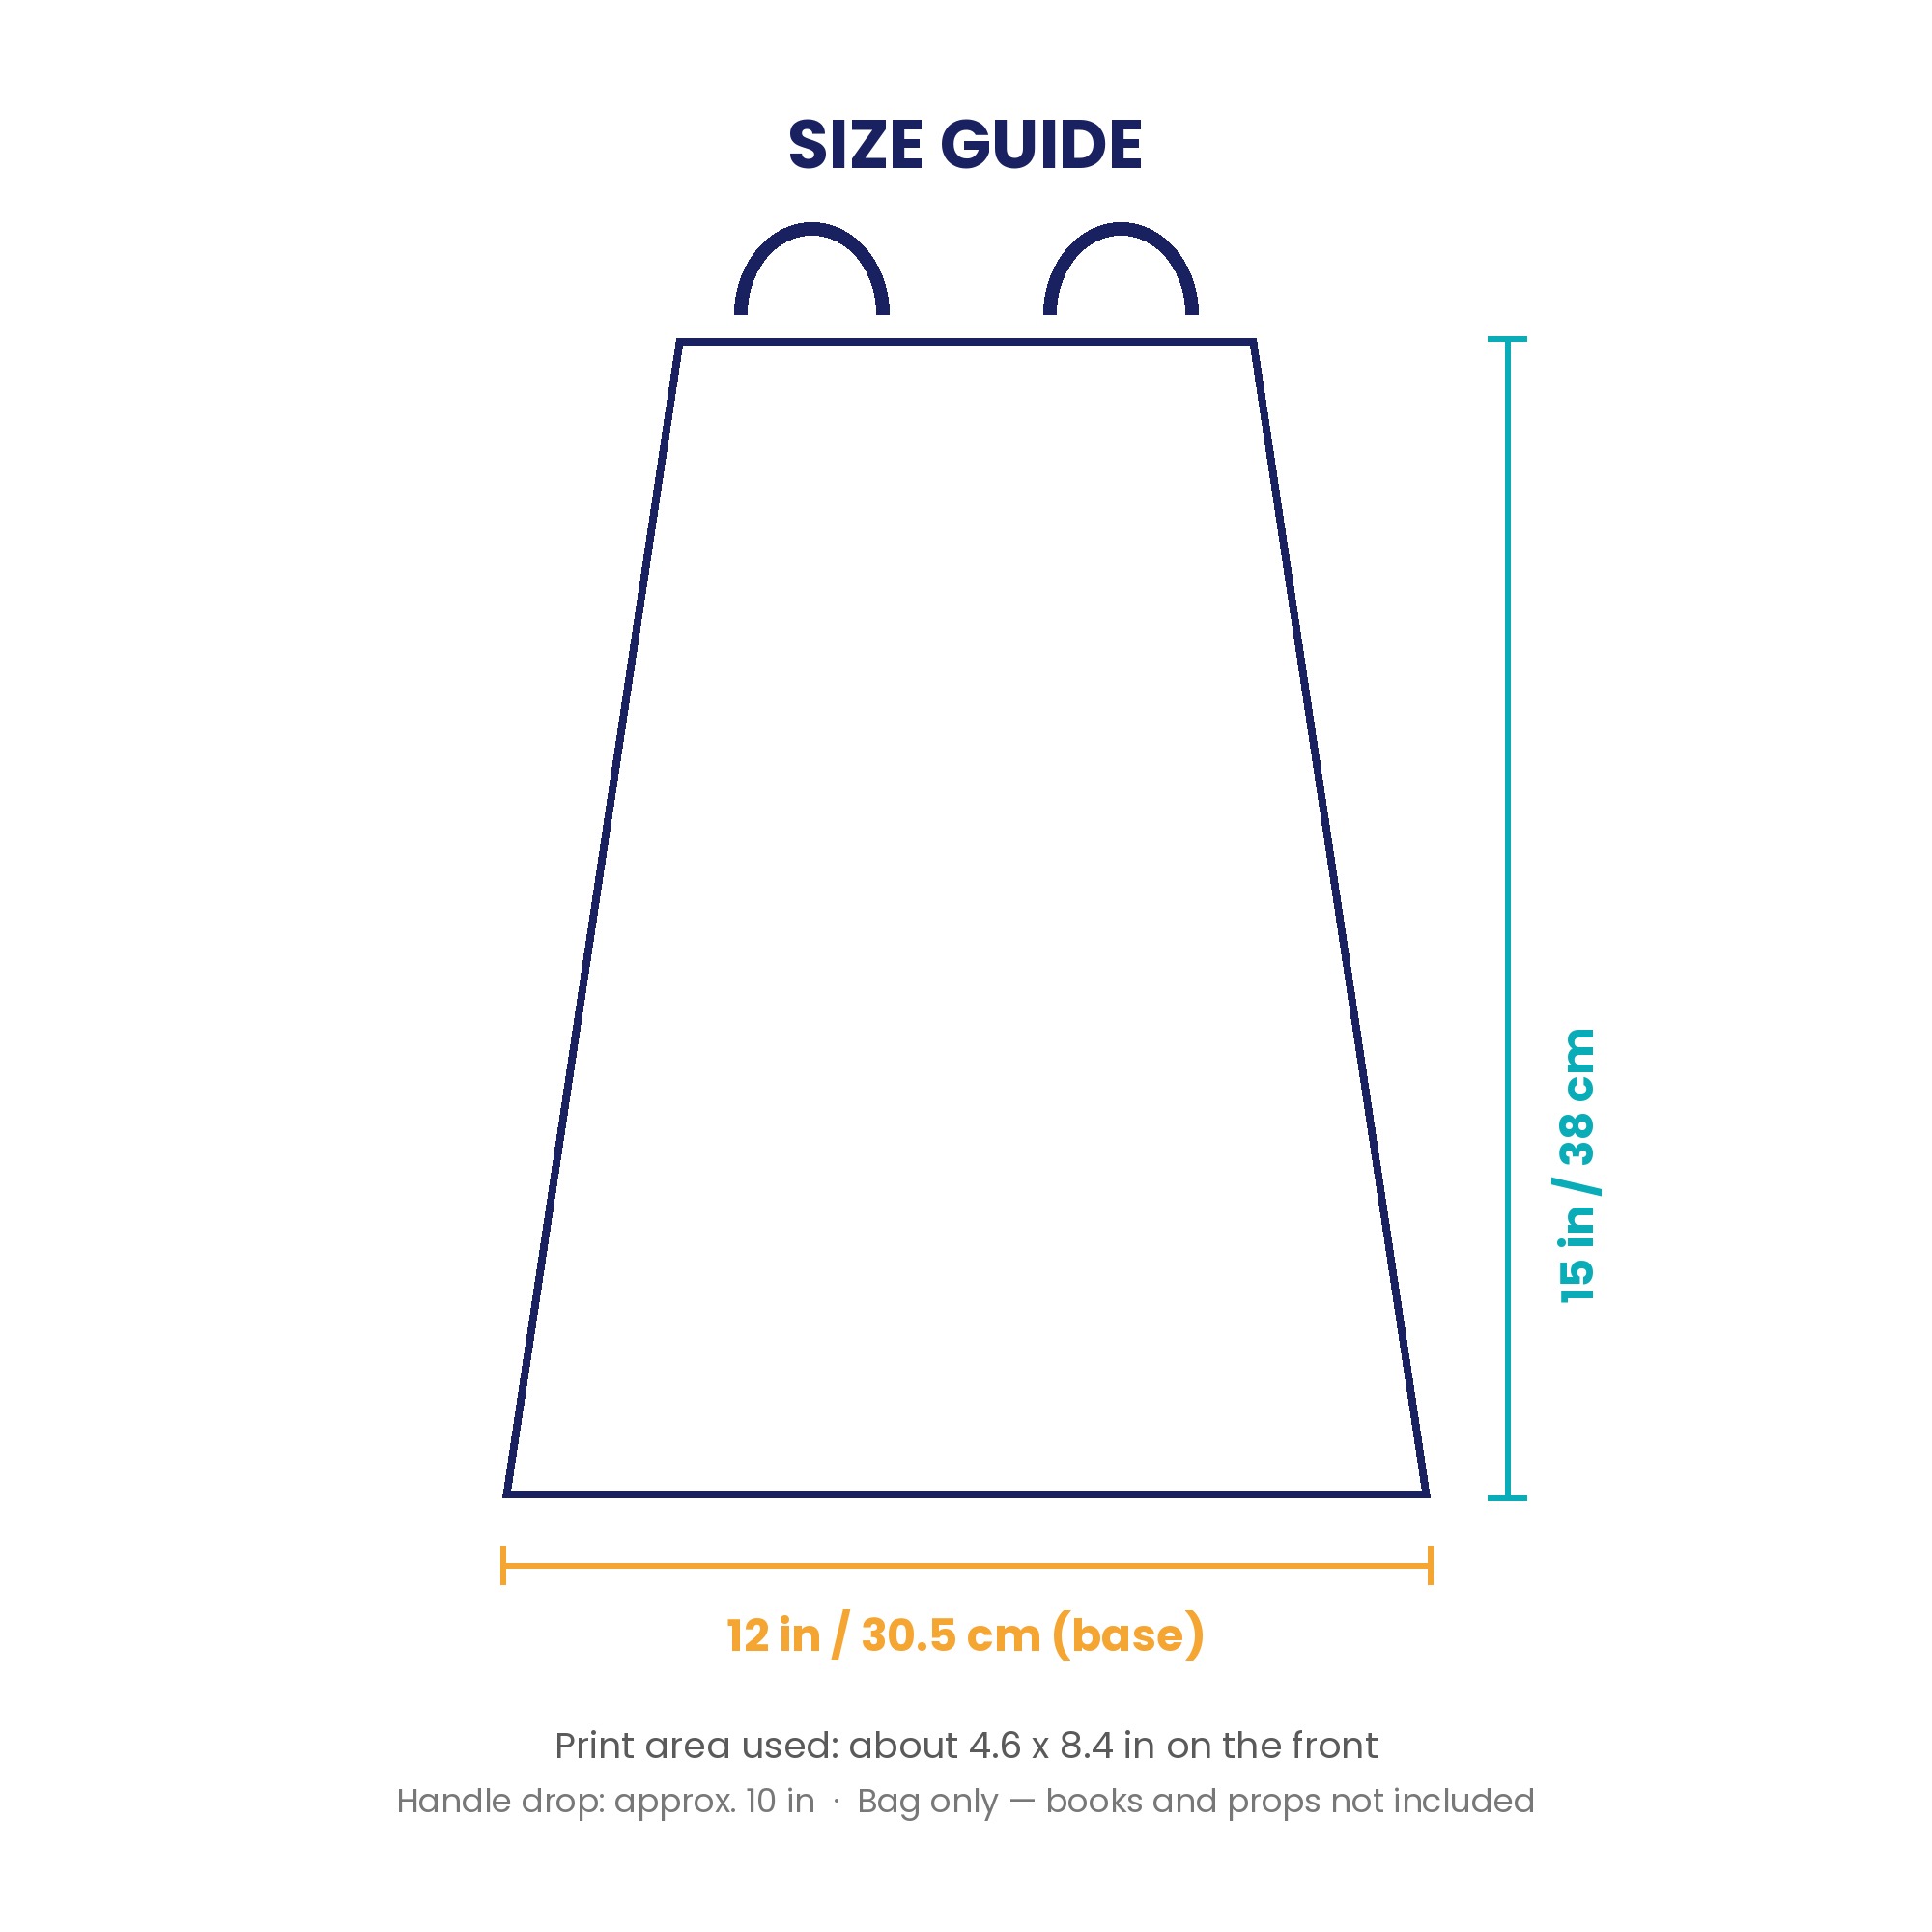 SIZE GUIDE
15 in / 38 cm
12 in / 30.5 cm (base)
Print area used: about 4.6 x 8.4 in on the front
Handle drop: approx. 10 in · Bag only — books and props not included